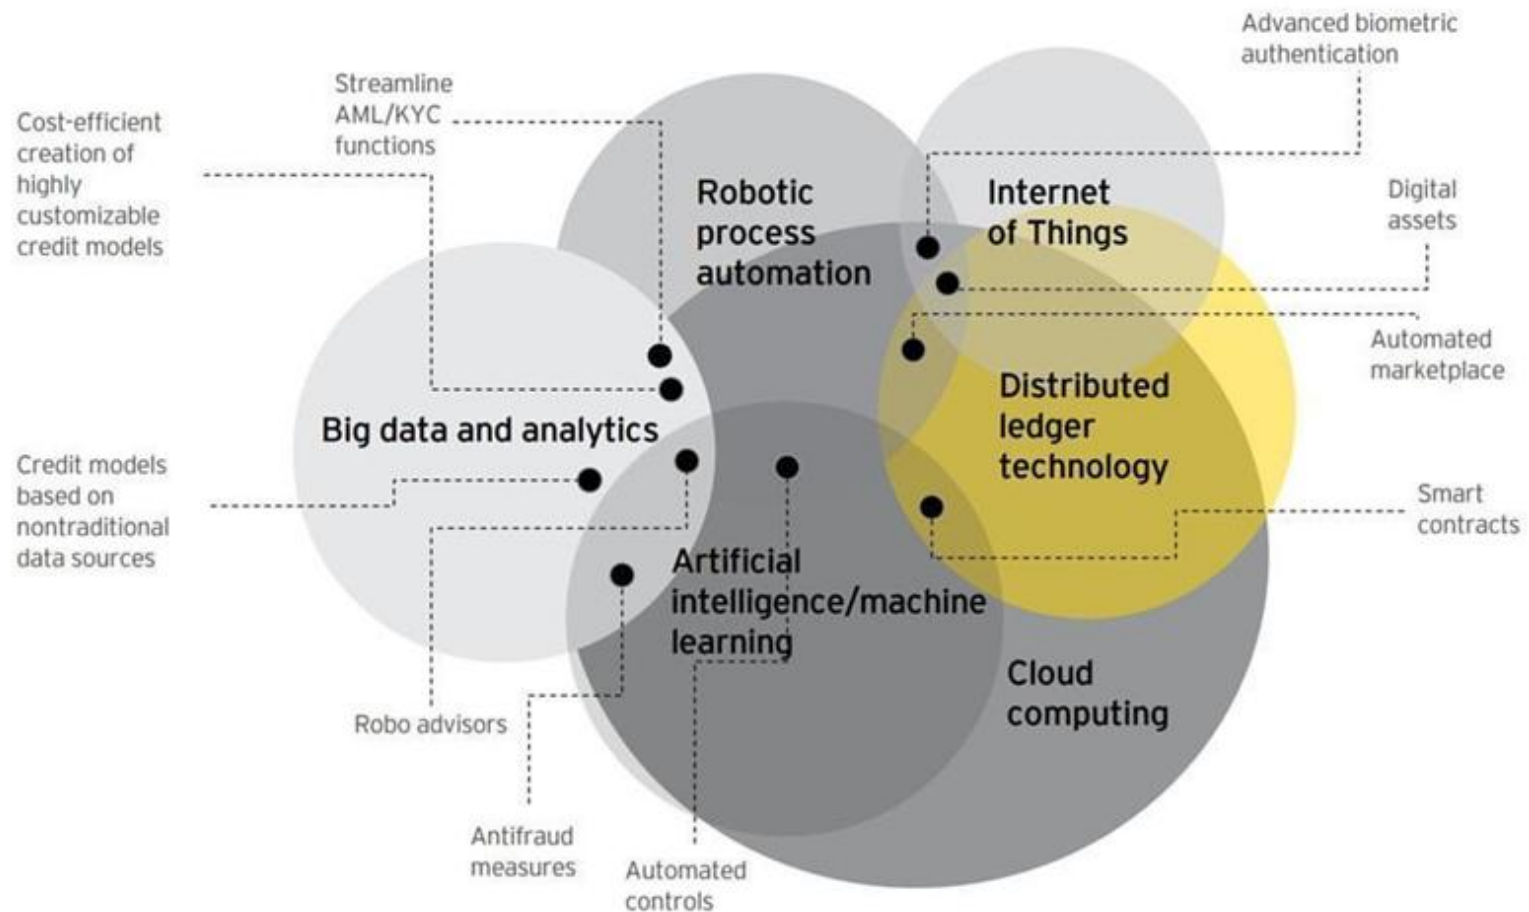 Advanced biometric
authentication
Streamline
AML/KYC
functions
Cost-efficient
creation of
highly
customizable
credit models
Robotic
process
automation
Internet
of Things
Digital
assets
Automated
marketplace
Distributed
ledger
technology
Big data and analytics
Credit models
based on
nontraditional
data sources
Smart
contracts
Artificial
intelligence/machine
learning
Cloud
computing
Robo advisors
Antifraud
measures
Automated
controls